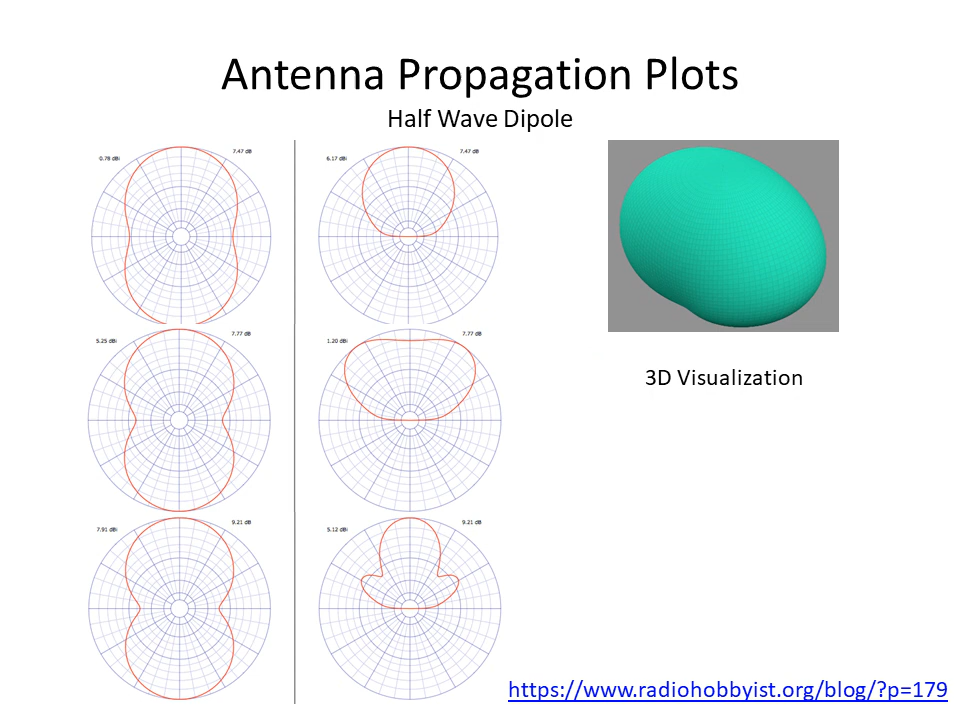 Antenna Propagation Plots
Half Wave Dipole
0.78 dBi
7.47 dB
6.17 dBi
7.47 dB
5.25 dBi
7.77 dB
1.20 dBi
7.77 dB
3D Visualization
7.91 dBi
9.21 dB
5.12 dBi
9.21 dB
https://www.radiohobbyist.org/blog/?p=179